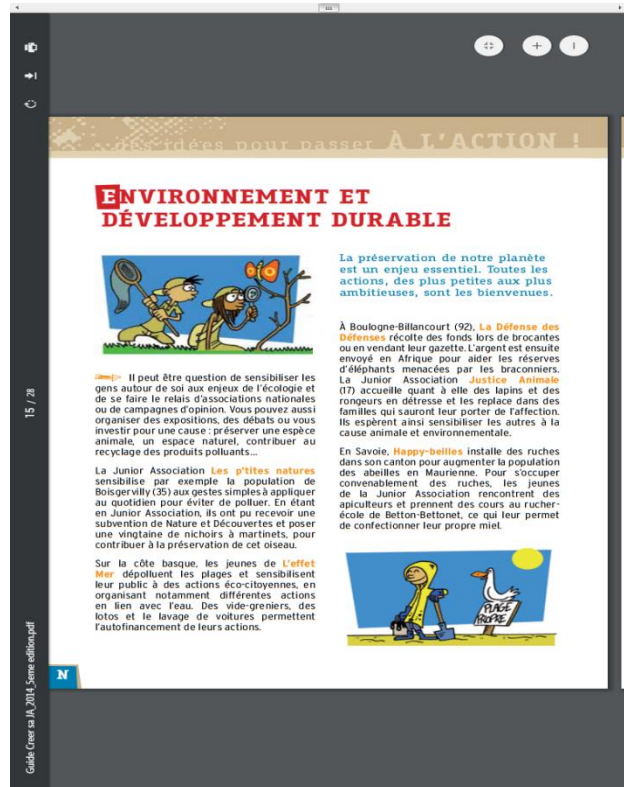 des idées pour passer À L'ACTION !
ENVIRONNEMENT ET
DÉVELOPPEMENT DURABLE
La préservation de notre planète
est un enjeu essentiel. Toutes les
actions, des plus petites aux plus
ambitieuses, sont les bienvenues.
Il peut être question de sensibiliser les
gens autour de soi aux enjeux de l'écologie et
de se faire le relais d'associations nationales
ou de campagnes d'opinion. Vous pouvez aussi
organiser des expositions, des débats ou vous
investir pour une cause : préserver une espèce
animale, un espace naturel, contribuer au
recyclage des produits polluants...
La Junior Association Les p'tites natures
sensibilise par exemple la population de
Boisgervilly (35) aux gestes simples à appliquer
au quotidien pour éviter de polluer. En étant
en Junior Association, ils ont pu recevoir une
subvention de Nature et Découvertes et poser
une vingtaine de nichoirs à martinets, pour
contribuer à la préservation de cet oiseau.
Sur la côte basque, les jeunes de L'effet
Mer dépolluent les plages et sensibilisent
leur public à des actions éco-citoyennes, en
organisant notamment différentes actions
en lien avec l'eau. Des vide-greniers, des
lotos et le lavage de voitures permettent
l'autofinancement de leurs actions.
À Boulogne-Billancourt (92), La Défense des
Défenses récolte des fonds lors de brocantes
ou en vendant leur gazette. L'argent est ensuite
envoyé en Afrique pour aider les réserves
d'éléphants menacées par les braconniers.
La Junior Association Justice Animale
(17) accueille quant à elle des lapins et des
rongeurs en détresse et les replace dans des
familles qui sauront leur porter de l'affection.
Ils espèrent ainsi sensibiliser les autres à la
cause animale et environnementale.
En Savoie, Happy-beilles installe des ruches
dans son canton pour augmenter la population
des abeilles en Maurienne. Pour s'occuper
convenablement des ruches, les jeunes
de la Junior Association rencontrent des
apiculteurs et prennent des cours au rucher-
école de Betton-Bettonet, ce qui leur permet
de confectionner leur propre miel.
PLAGE
PROPRE
N
15 / 28
Guide Creer sa JA_2014_5eme edition.pdf